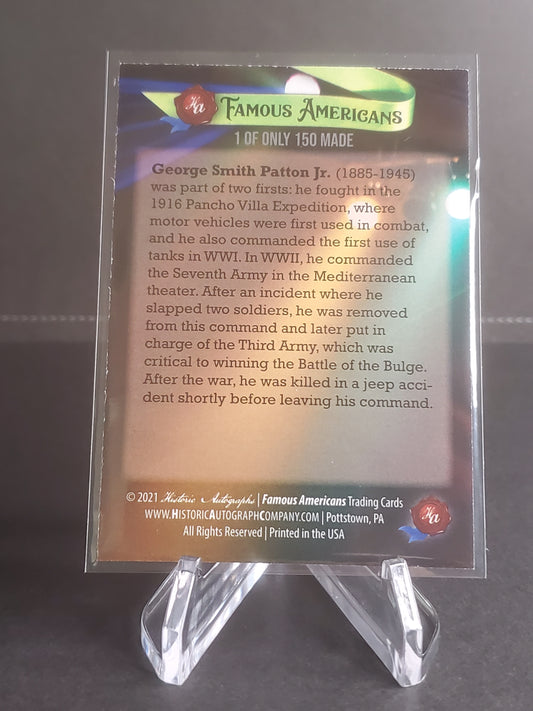 Ha FAMOUS AMERICANS
1 OF ONLY 150 MADE
George Smith Patton Jr. (1885-1945)
was part of two firsts: he fought in the
1916 Pancho Villa Expedition, where
motor vehicles were first used in combat,
and he also commanded the first use of
tanks in WWI. In WWII, he commanded
the Seventh Army in the Mediterranean
theater. After an incident where he
slapped two soldiers, he was removed
from this command and later put in
charge of the Third Army, which was
critical to winning the Battle of the Bulge.
After the war, he was killed in a jeep acci-
dent shortly before leaving his command.
© 2021 Historic Autographs | Famous Americans Trading Cards
WWW.HISTORICAUTOGRAPHCOMPANY.COM | Pottstown, PA
All Rights Reserved | Printed in the USA
Ha